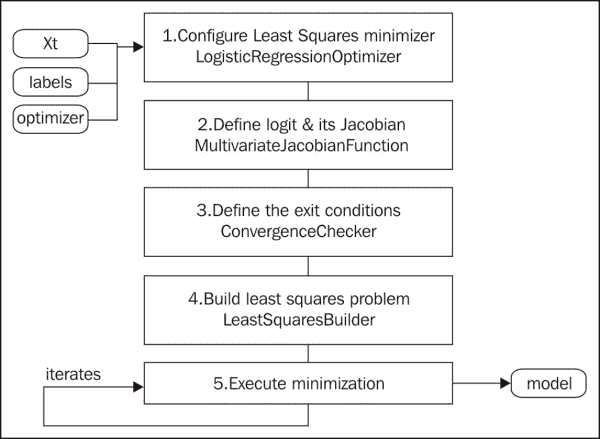 Xt
labels
optimizer
1.Configure Least Squares minimizer
LogisticRegressionOptimizer
2.Define logit & its Jacobian
MultivariateJacobianFunction
3.Define the exit conditions
ConvergenceChecker
4.Build least squares problem
LeastSquaresBuilder
iterates
5.Execute minimization
model